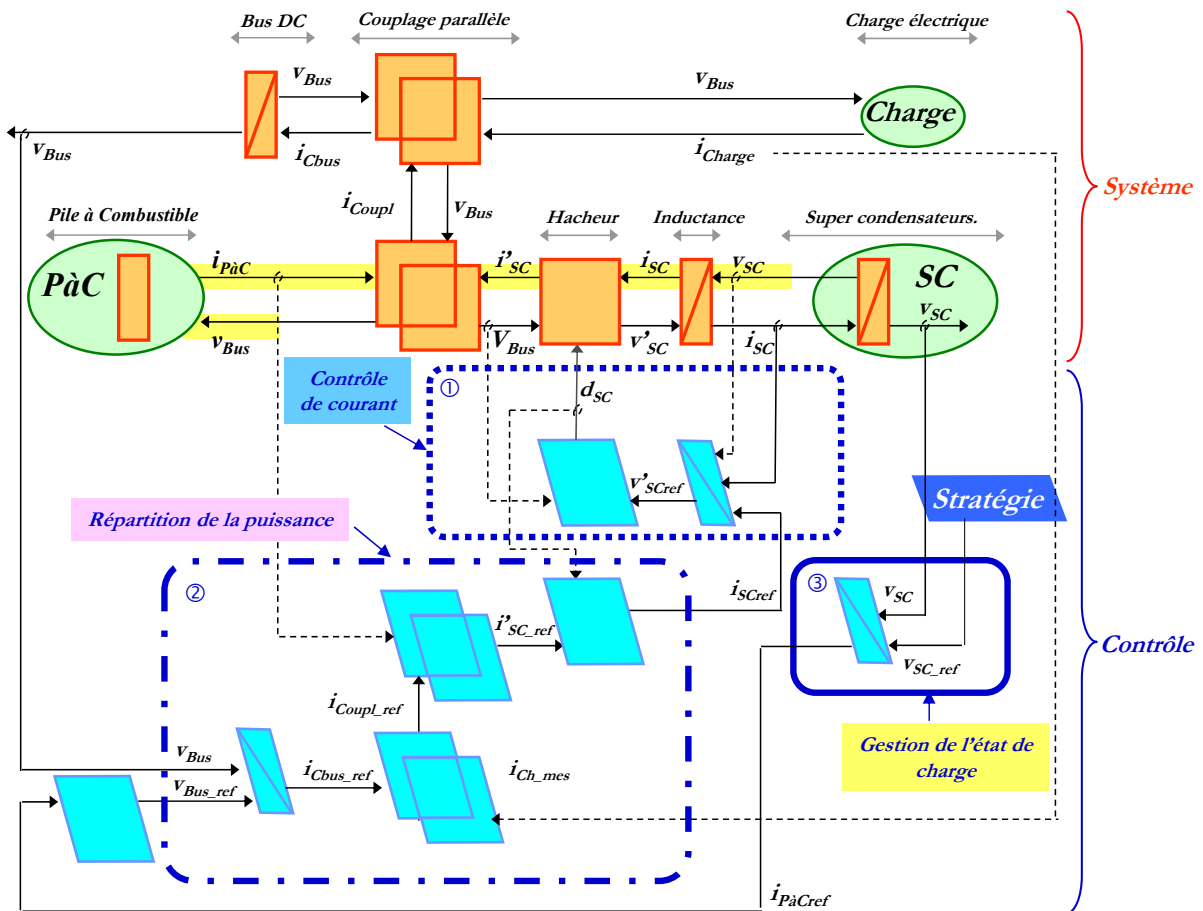 Bus DC
Couplage parallèle
Charge électrique
v_Bus
v_Bus
Charge
v_Bus
i_Cbus
i_Charge
Système
i_Coupl
v_Bus
Pile à Combustible
Hacheur
Inductance
Super condensateurs.
PàC
i_PàC
i'_SC
i_SC
v_SC
SC
v_SC
v_Bus
V_Bus
v'_SC
i_SC
Contrôle
de courant
①
d_SC
v'_SCref
Stratégie
Répartition de la puissance
②
i_SCref
③
v_SC
i'_SC_ref
v_SC_ref
Contrôle
i_Coupl_ref
Gestion de l'état de
charge
v_Bus
i_Cbus_ref
i_Ch_mes
v_Bus_ref
i_PàCref